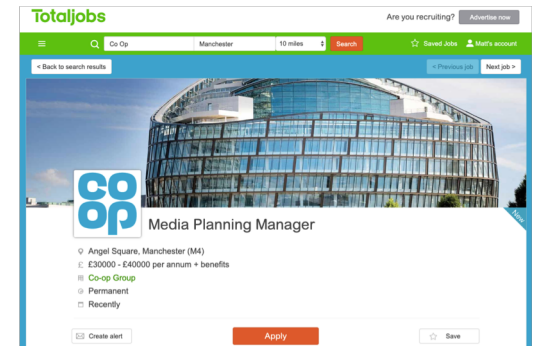 Totaljobs
Are you recruiting? Advertise now
Co Op Manchester 10 miles Search Saved Jobs Matt's account
< Back to search results < Previous job Next job >
New
co
op
Media Planning Manager
Angel Square, Manchester (M4)
£ £30000 - £40000 per annum + benefits
Co-op Group
Permanent
Recently
Create alert Apply Save